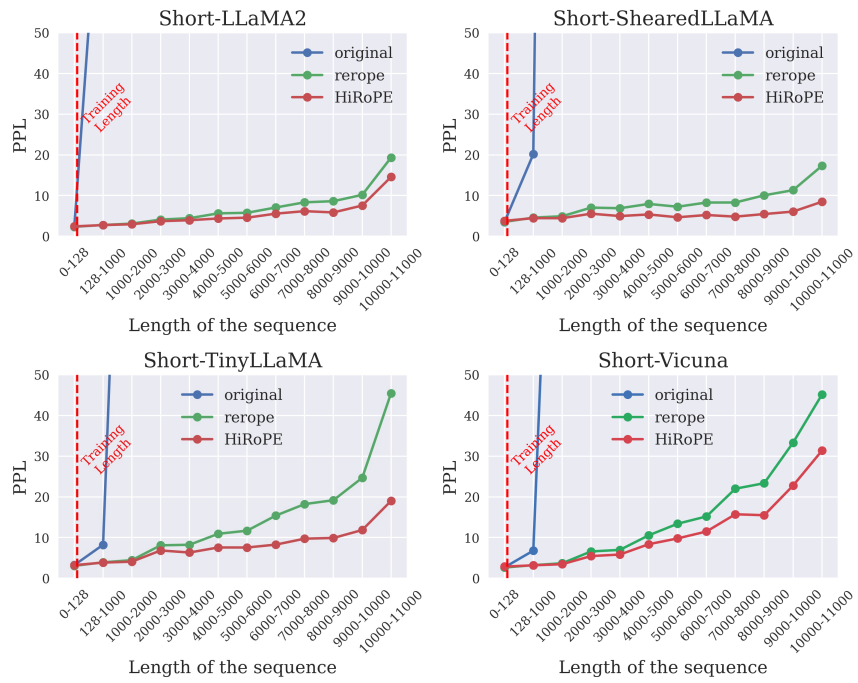 Short-LLaMA2
50
40
30
20
10
0
PPL
original
rerope
HiRoPE
Training
Length
0-128
128-1000
1000-2000
2000-3000
3000-4000
4000-5000
5000-6000
6000-7000
7000-8000
8000-9000
9000-10000
10000-11000
Length of the sequence
Short-ShearedLLaMA
50
40
30
20
10
0
PPL
original
rerope
HiRoPE
Training
Length
0-128
128-1000
1000-2000
2000-3000
3000-4000
4000-5000
5000-6000
6000-7000
7000-8000
8000-9000
9000-10000
10000-11000
Length of the sequence
Short-TinyLLaMA
50
40
30
20
10
0
PPL
original
rerope
HiRoPE
Training
Length
0-128
128-1000
1000-2000
2000-3000
3000-4000
4000-5000
5000-6000
6000-7000
7000-8000
8000-9000
9000-10000
10000-11000
Length of the sequence
Short-Vicuna
50
40
30
20
10
0
PPL
original
rerope
HiRoPE
Training
Length
0-128
128-1000
1000-2000
2000-3000
3000-4000
4000-5000
5000-6000
6000-7000
7000-8000
8000-9000
9000-10000
10000-11000
Length of the sequence